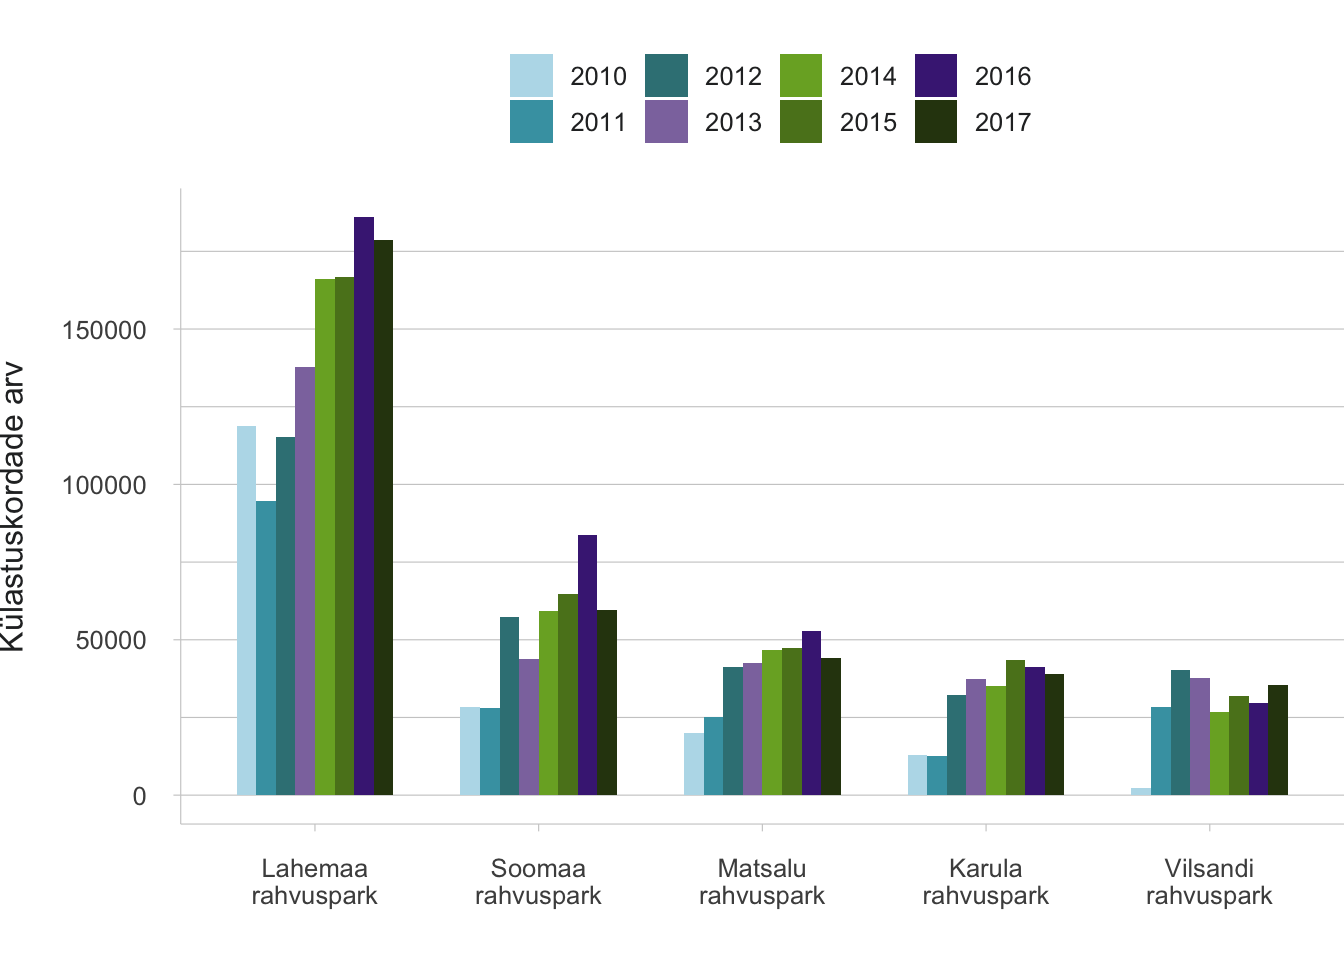 2010 2012 2014 2016
2011 2013 2015 2017
Külastuskordade arv
150000
100000
50000
0
Lahemaa rahvuspark
Soomaa rahvuspark
Matsalu rahvuspark
Karula rahvuspark
Vilsandi rahvuspark